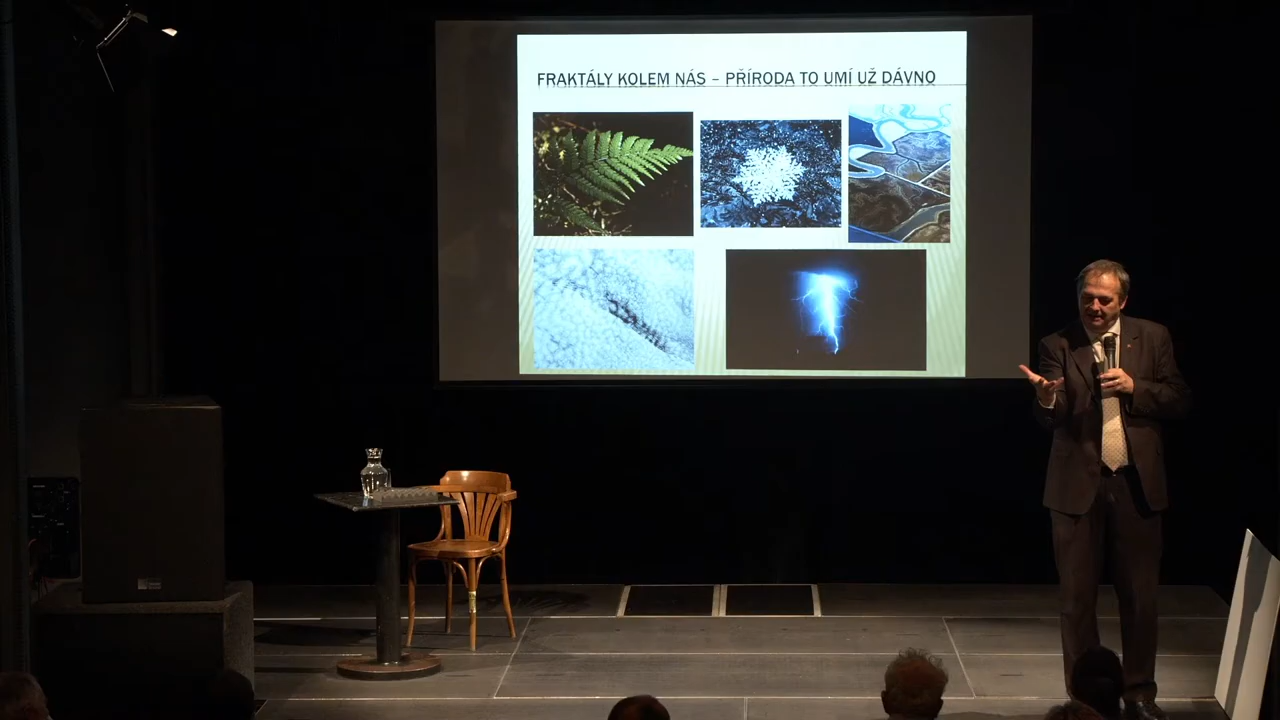 FRAKTÁLY KOLEM NÁS – PŘÍRODA TO UMÍ UŽ DÁVNO